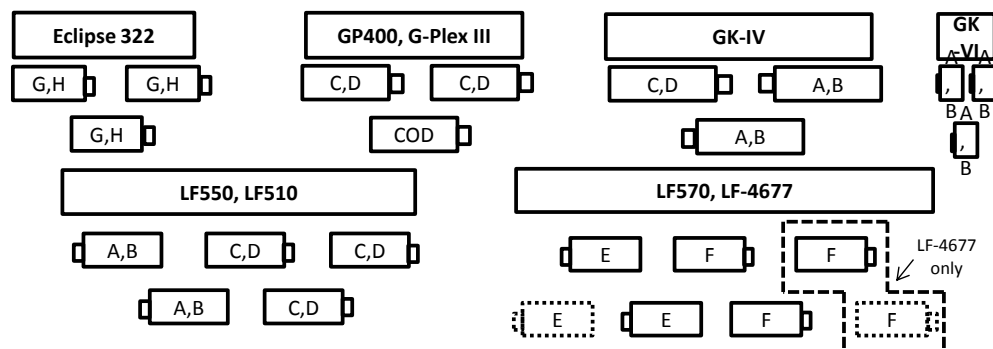 Eclipse 322
GP400, G-Plex III
GK-IV
GK
-VI
G,H
G,H
C,D
C,D
C,D
A,B
A
, B
A
, B
G,H
COD
A,B
A
, B
LF550, LF510
LF570, LF-4677
A,B
C,D
C,D
E
F
F
LF-4677
only
A,B
C,D
E
E
F
F